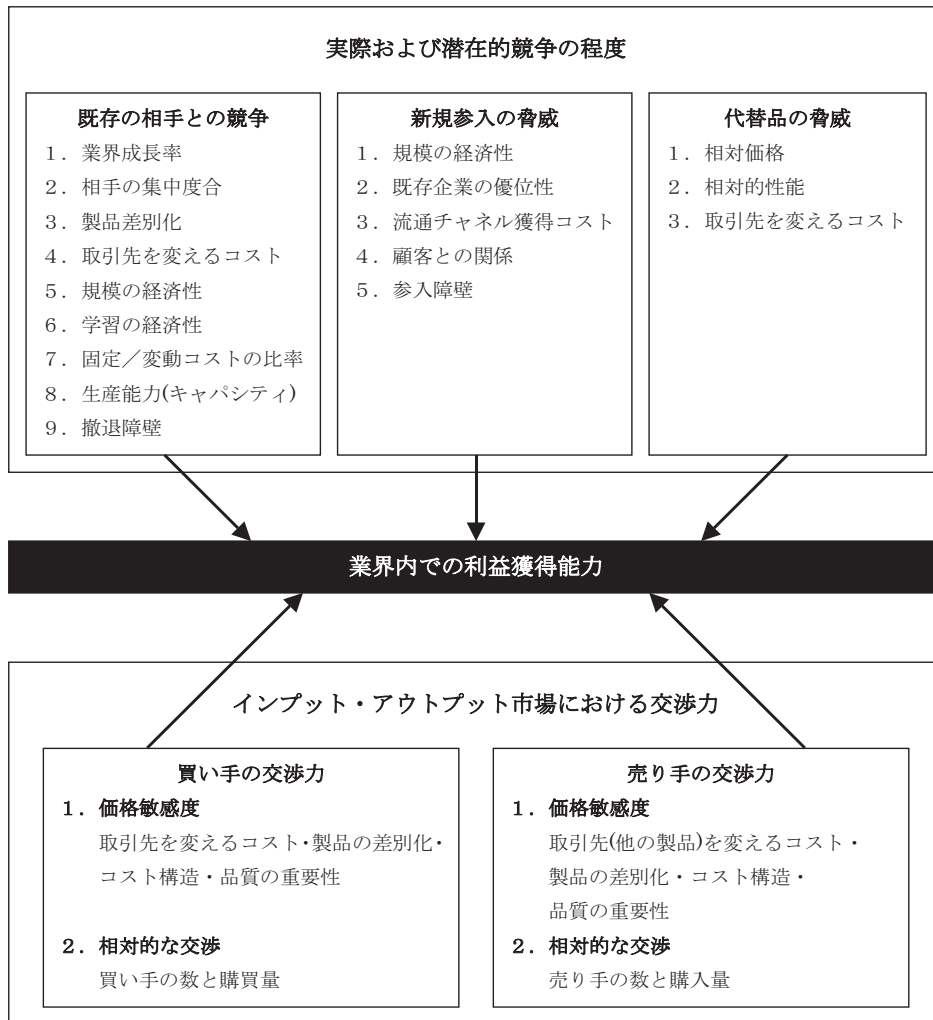 実際および潜在的競争の程度
既存の相手との競争
1．業界成長率
2．相手の集中度合
3．製品差別化
4．取引先を変えるコスト
5．規模の経済性
6．学習の経済性
7．固定／変動コストの比率
8．生産能力(キャパシティ)
9．撤退障壁
新規参入の脅威
1．規模の経済性
2．既存企業の優位性
3．流通チャネル獲得コスト
4．顧客との関係
5．参入障壁
代替品の脅威
1．相対価格
2．相対的性能
3．取引先を変えるコスト
業界内での利益獲得能力
インプット・アウトプット市場における交渉力
買い手の交渉力
1．価格敏感度
取引先を変えるコスト・製品の差別化・
コスト構造・品質の重要性
2．相対的な交渉
買い手の数と購買量
売り手の交渉力
1．価格敏感度
取引先(他の製品)を変えるコスト・
製品の差別化・コスト構造・
品質の重要性
2．相対的な交渉
売り手の数と購入量